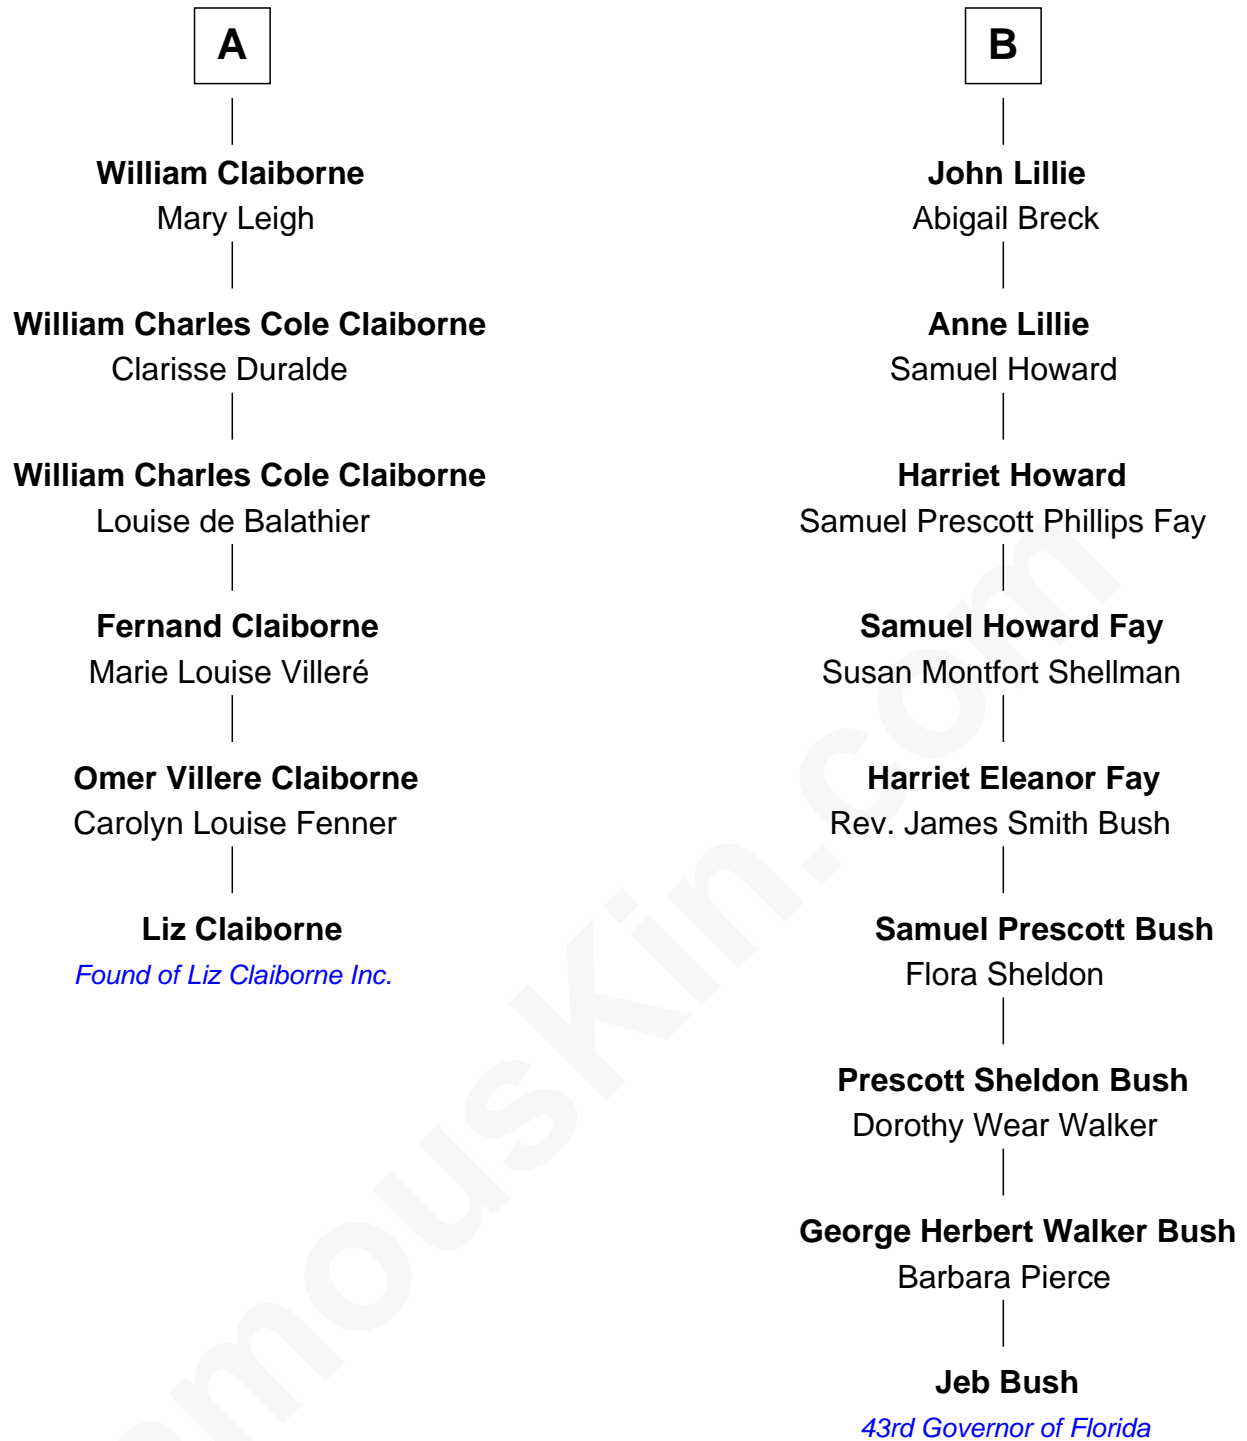 A
William Claiborne
Mary Leigh
William Charles Cole Claiborne
Clarisse Duralde
William Charles Cole Claiborne
Louise de Balathier
Fernand Claiborne
Marie Louise Villeré
Omer Villere Claiborne
Carolyn Louise Fenner
Liz Claiborne
Found of Liz Claiborne Inc.
B
John Lillie
Abigail Breck
Anne Lillie
Samuel Howard
Harriet Howard
Samuel Prescott Phillips Fay
Samuel Howard Fay
Susan Montfort Shellman
Harriet Eleanor Fay
Rev. James Smith Bush
Samuel Prescott Bush
Flora Sheldon
Prescott Sheldon Bush
Dorothy Wear Walker
George Herbert Walker Bush
Barbara Pierce
Jeb Bush
43rd Governor of Florida
amouskin.com